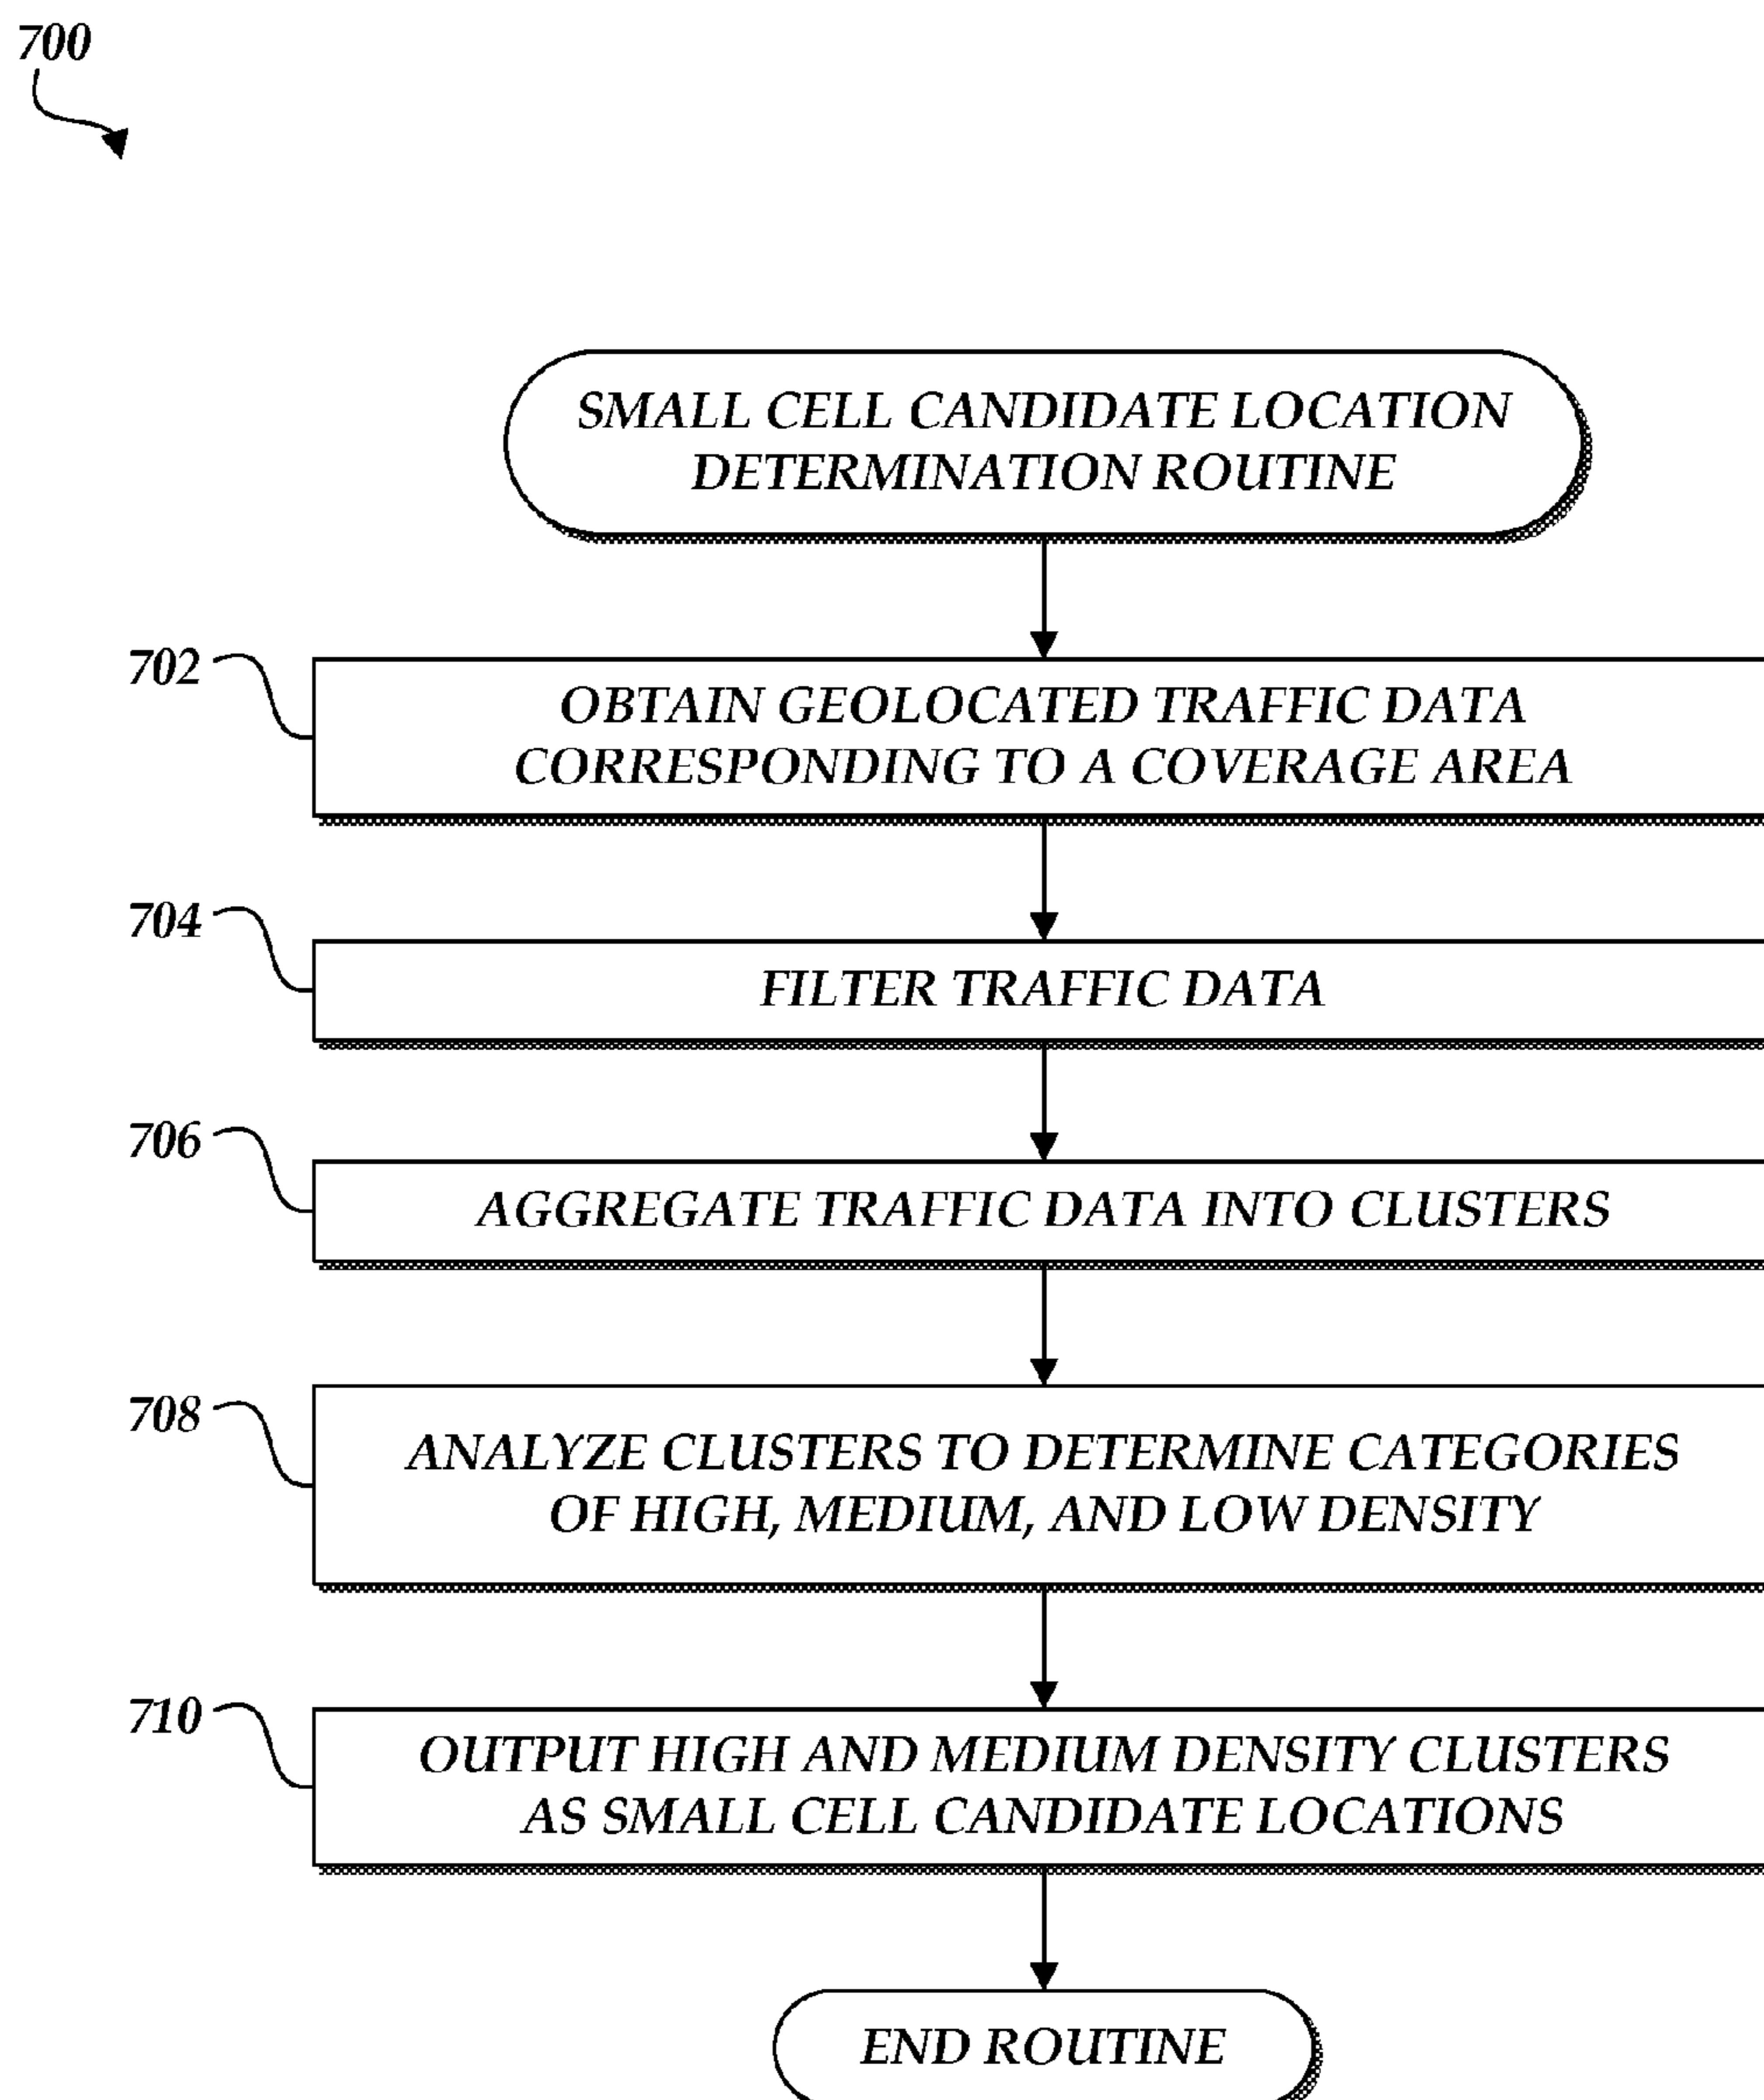 700
SMALL CELL CANDIDATE LOCATION
DETERMINATION ROUTINE
702
OBTAIN GEOLOCATED TRAFFIC DATA
CORRESPONDING TO A COVERAGE AREA
704
FILTER TRAFFIC DATA
706
AGGREGATE TRAFFIC DATA INTO CLUSTERS
708
ANALYZE CLUSTERS TO DETERMINE CATEGORIES
OF HIGH, MEDIUM, AND LOW DENSITY
710
OUTPUT HIGH AND MEDIUM DENSITY CLUSTERS
AS SMALL CELL CANDIDATE LOCATIONS
END ROUTINE